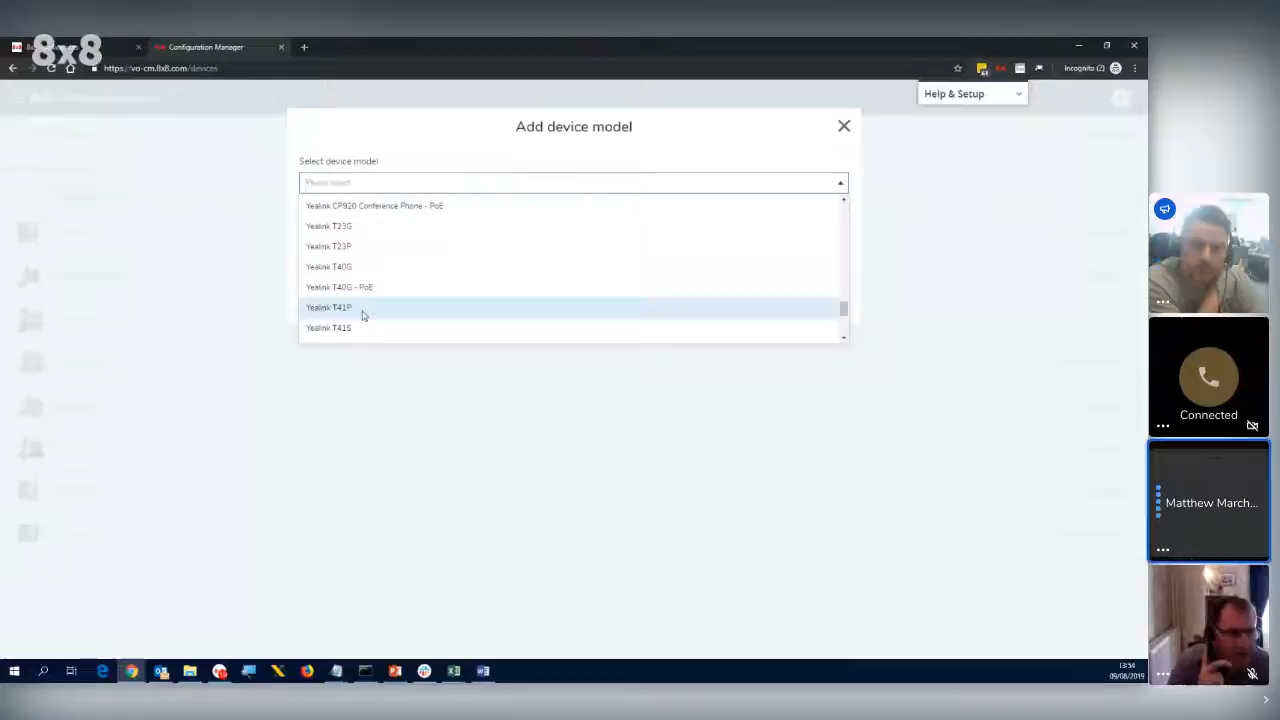 8x8
Configuration Manager
https://vo-cm.8x8.com/devices
Incognito (2)
Help & Setup
Add device model
Select device model
Please select
Yealink CP920 Conference Phone - PoE
Yealink T23G
Yealink T23P
Yealink T40G
Yealink T40G - PoE
Yealink T41P
Yealink T41S
Connected
Matthew March...
13:54
09/08/2019